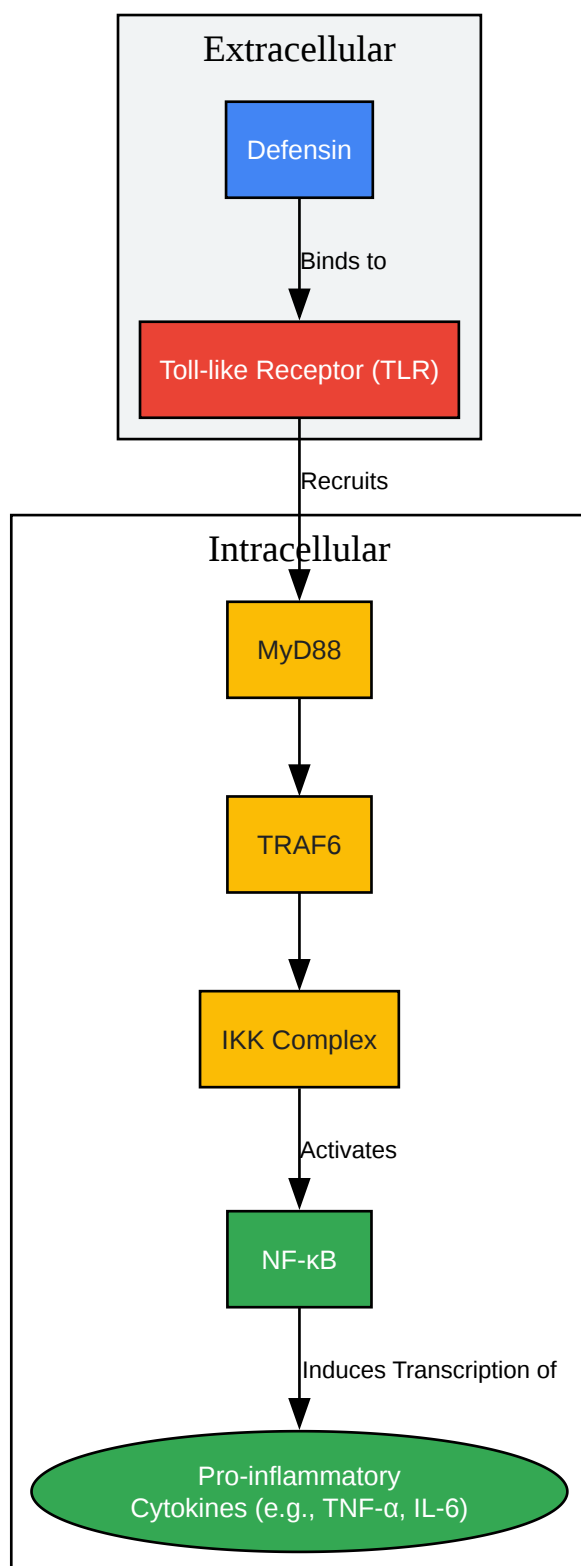 Extracellular
Defensin
Binds to
Toll-like Receptor (TLR)
Recruits
Intracellular
MyD88
TRAF6
IKK Complex
Activates
NF-κB
Induces Transcription of
Pro-inflammatory
Cytokines (e.g., TNF-α, IL-6)